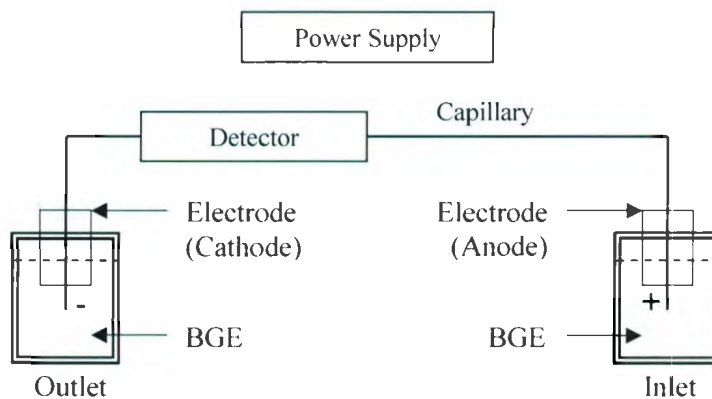 Power Supply
Capillary
Detector
Electrode
(Cathode)
Electrode
(Anode)
-
+
BGE
BGE
Outlet
Inlet